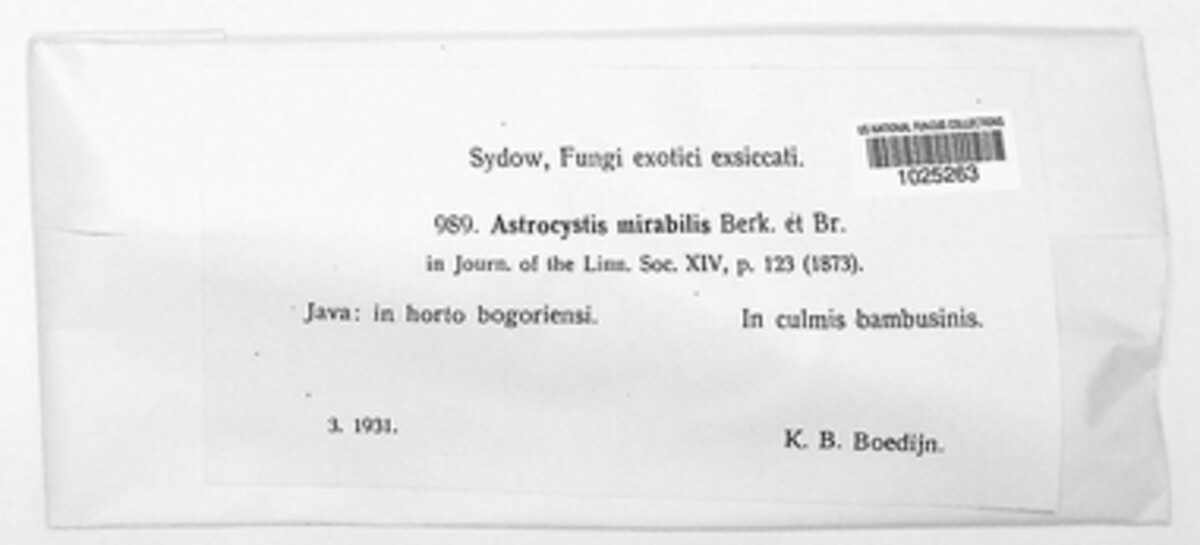 US NATIONAL FUNGUS COLLECTIONS
1025263
Sydow, Fungi exotici exsiccati.
989. Astrocystis mirabilis Berk. et Br.
in Journ. of the Linn. Soc. XIV, p. 123 (1873).
Java: in horto bogoriensi. In culmis bambusinis.
3. 1931.
K. B. Boedijn.